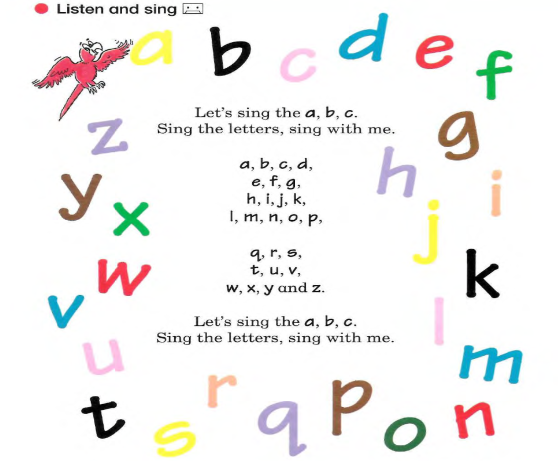 Listen and sing
a b c d e f
g
h i
j
k
l
m
n
o
p
q
r
s
t
u
v
w
x
y
z
Let's sing the a, b, c.
Sing the letters, sing with me.
a, b, c, d,
e, f, g,
h, i, j, k,
l, m, n, o, p,
q, r, s,
t, u, v,
w, x, y and z.
Let's sing the a, b, c.
Sing the letters, sing with me.